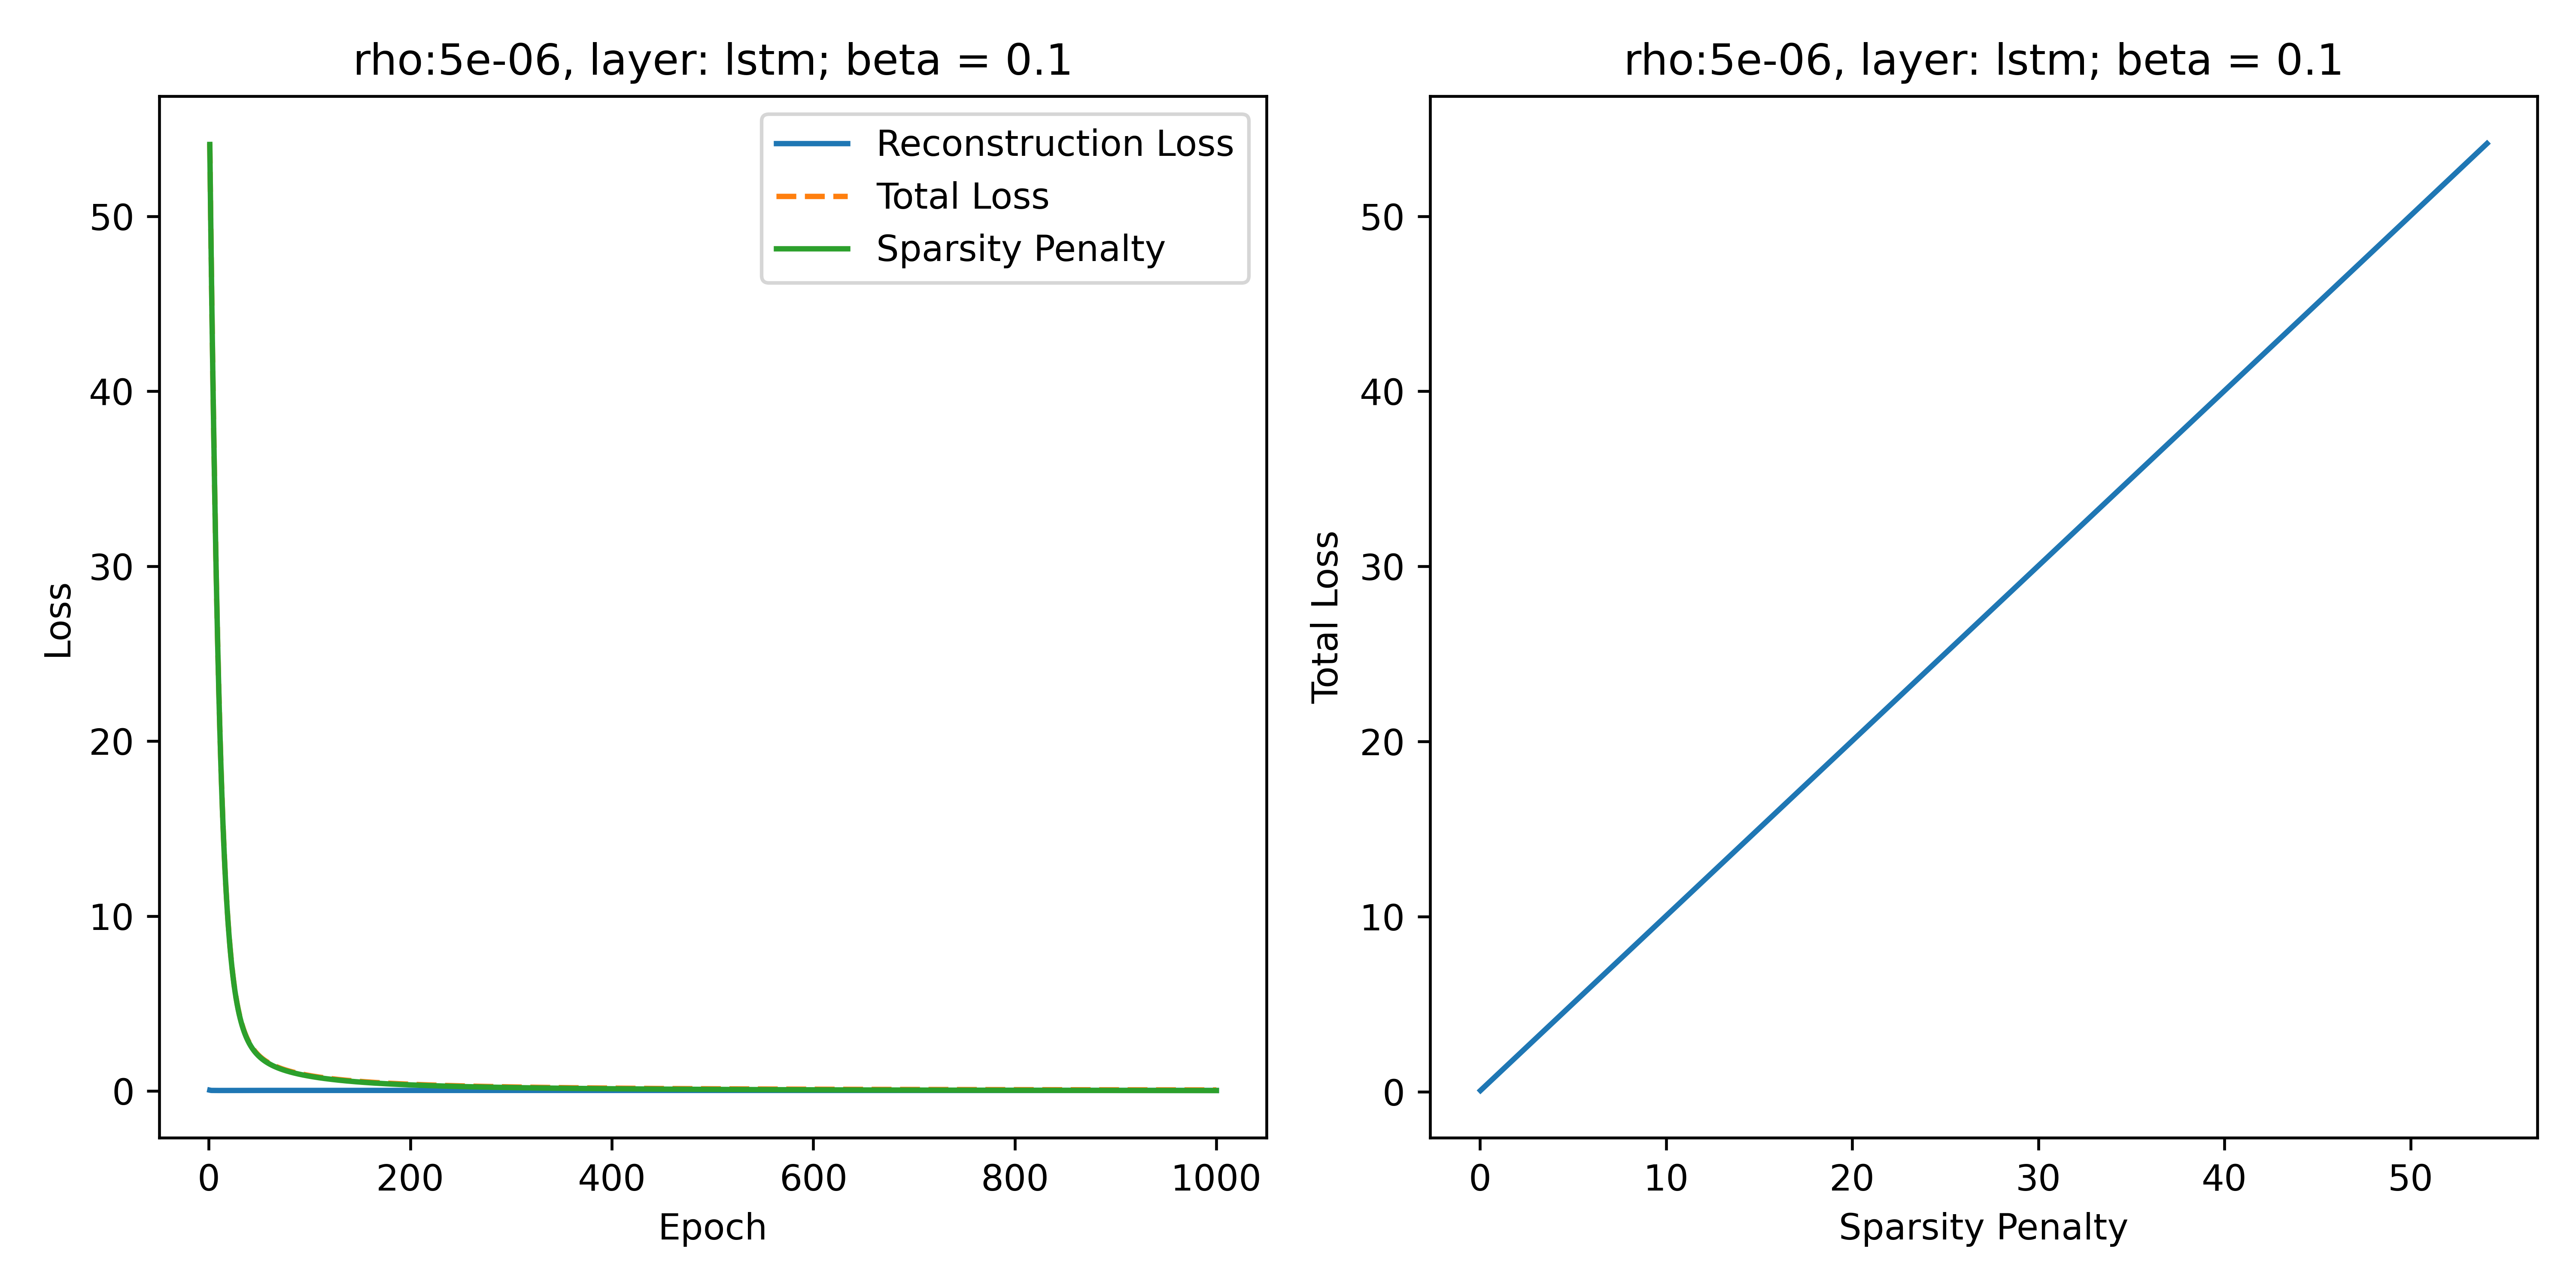 rho:5e-06, layer: lstm; beta = 0.1
Reconstruction Loss
Total Loss
Sparsity Penalty
50
40
30
20
10
0
Loss
0 200 400 600 800 1000
Epoch
rho:5e-06, layer: lstm; beta = 0.1
50
40
30
20
10
0
Total Loss
0 10 20 30 40 50
Sparsity Penalty